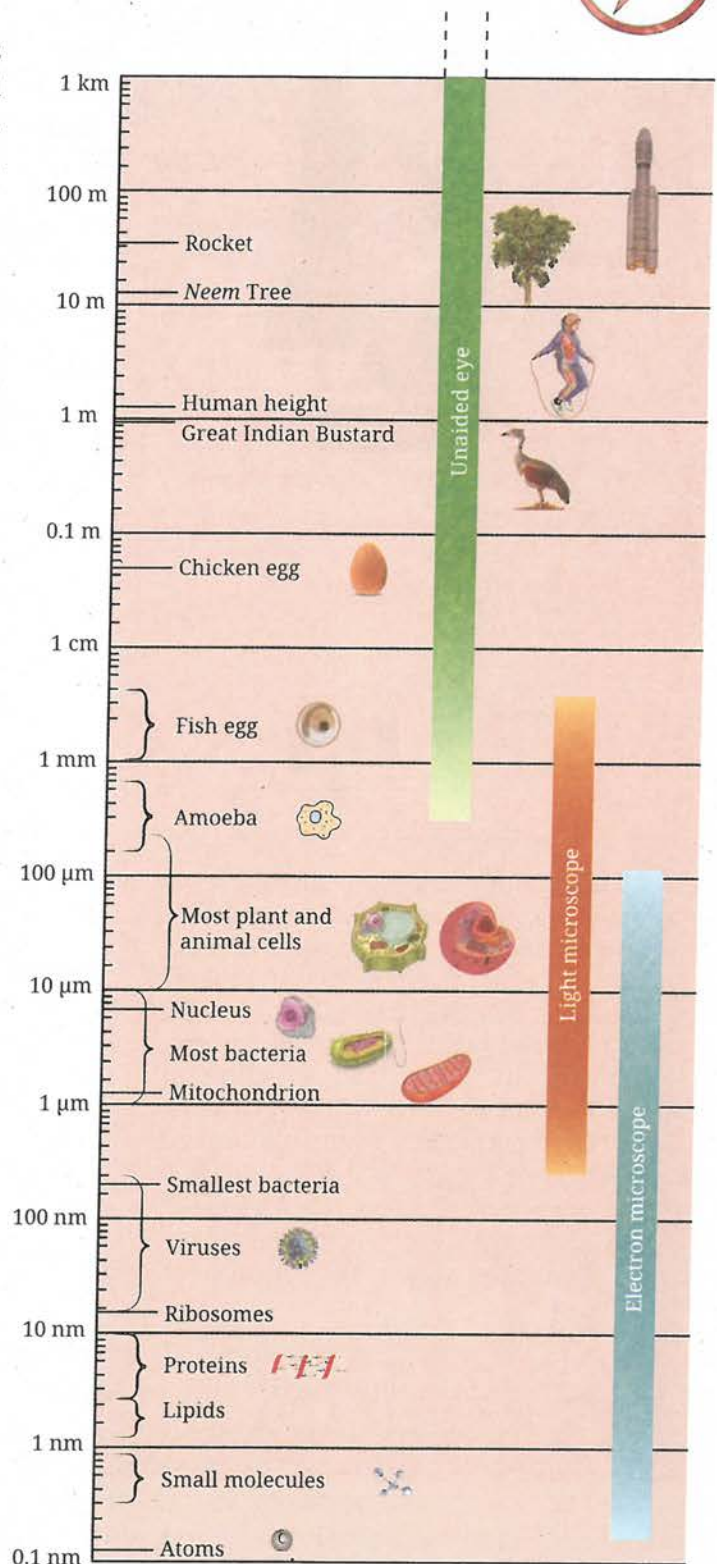 1 km
100 m
Rocket
Neem Tree
10 m
Human height
1 m
Great Indian Bustard
Unaided eye
0.1 m
Chicken egg
1 cm
Fish egg
1 mm
Amoeba
100 µm
Most plant and
animal cells
Light microscope
10 µm
Nucleus
Most bacteria
Mitochondrion
1 µm
Smallest bacteria
100 nm
Viruses
Electron microscope
Ribosomes
10 nm
Proteins
Lipids
1 nm
Small molecules
Atoms
0.1 nm